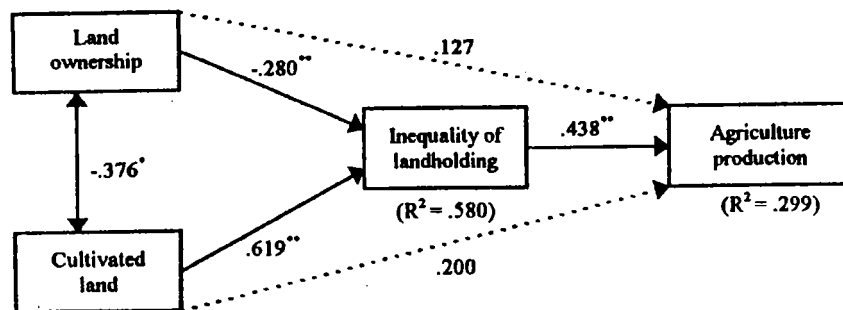 Land
ownership
.127
-.280**
Inequality of
landholding
(R² = .580)
.438**
Agriculture
production
(R² = .299)
-.376*
.619**
Cultivated
land
.200